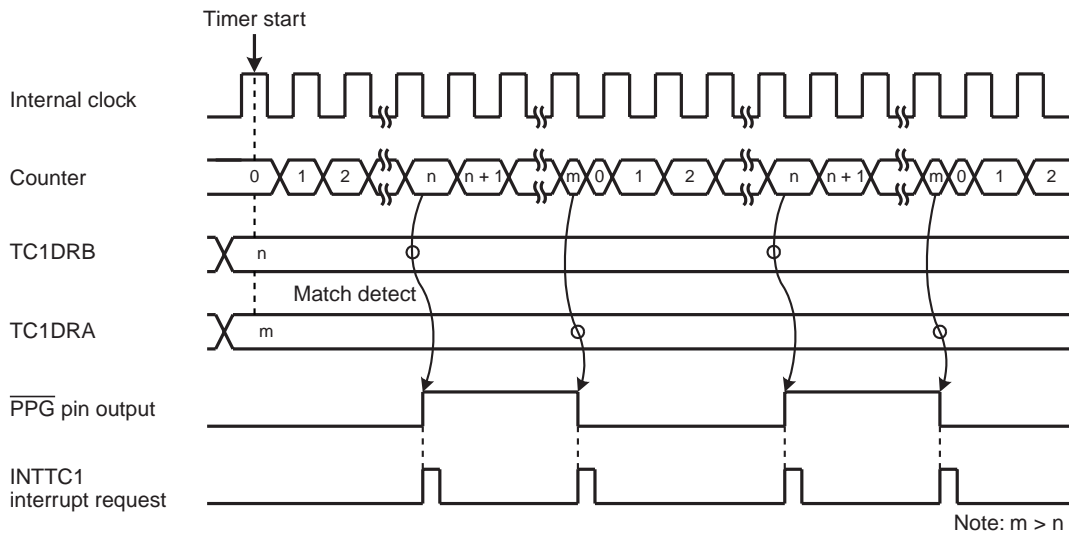 Timer start
Internal clock
Counter 0 1 2 n n + 1 m 0 1 2 n n + 1 m 0 1 2
TC1DRB n
Match detect
TC1DRA m
PPG pin output
INTTC1
interrupt request
Note: m > n